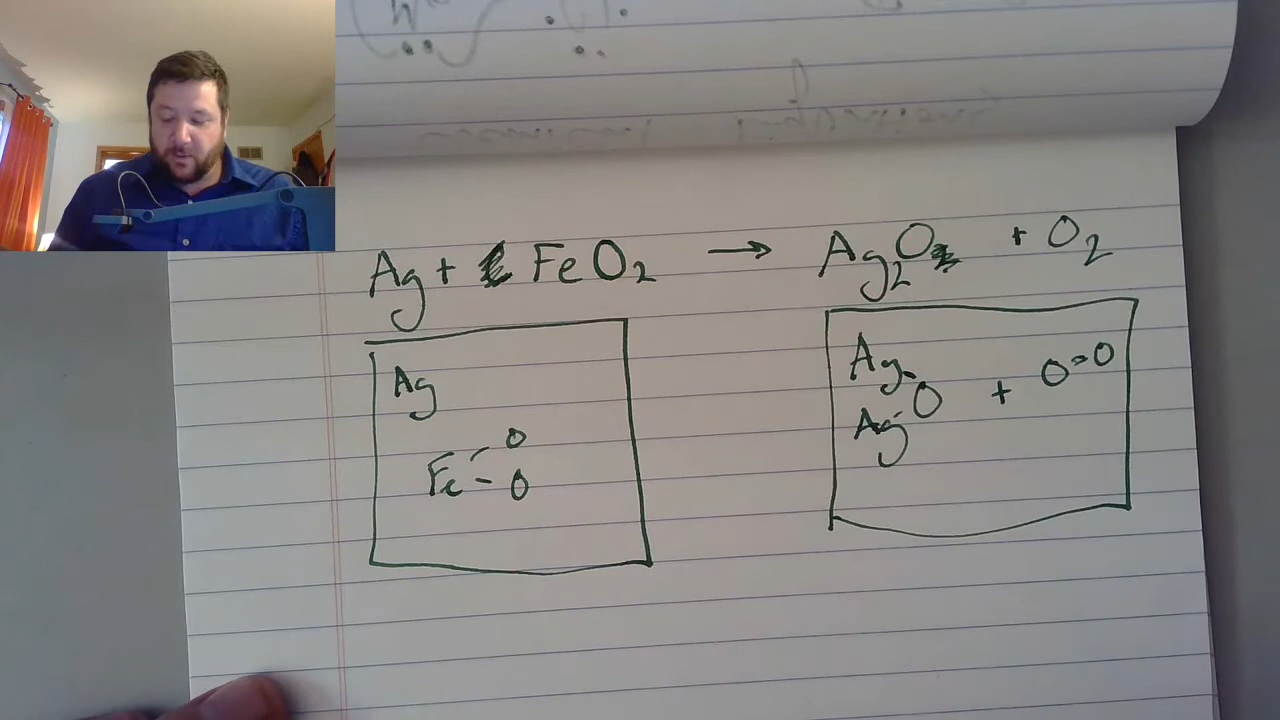 Ag + FeO2 → Ag2O + O2
Ag
Fe - O
- O
Ag - O + O=O
Ag